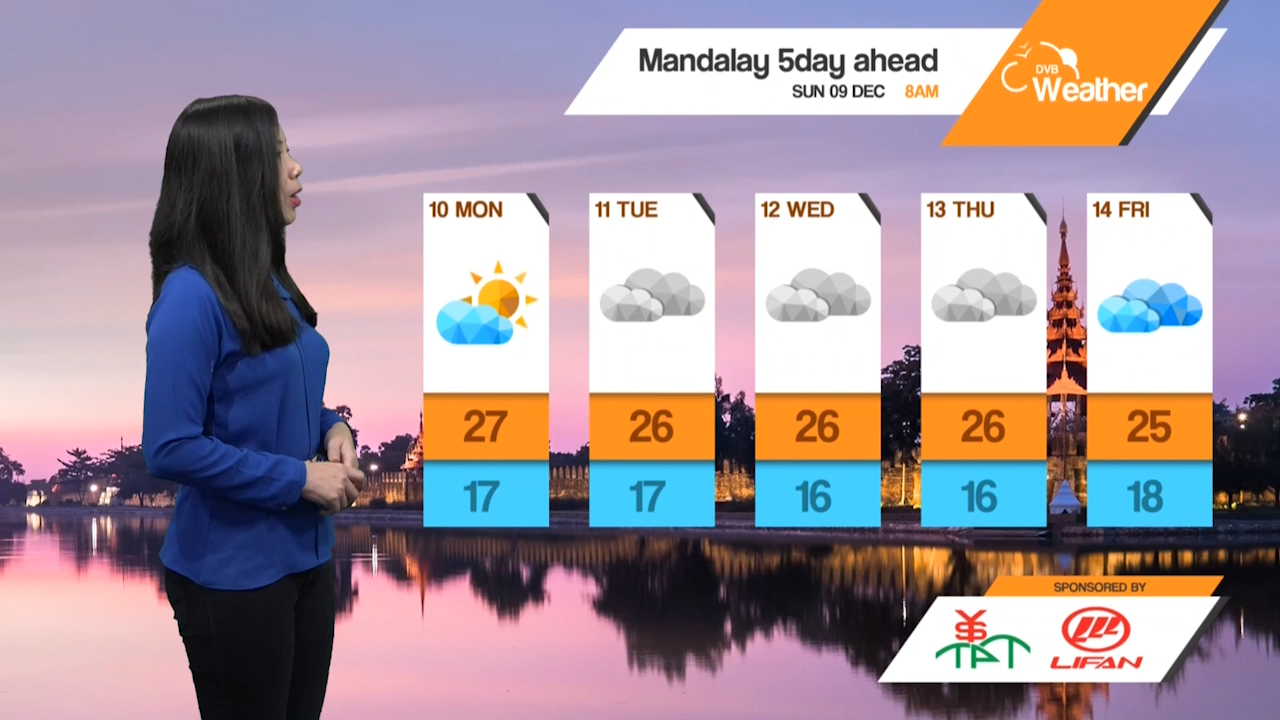 Mandalay 5day ahead
SUN 09 DEC 8AM
DVB
Weather
10 MON
11 TUE
12 WED
13 THU
14 FRI
27
26
26
26
25
17
17
16
16
18
SPONSORED BY
TPT
LIFAN